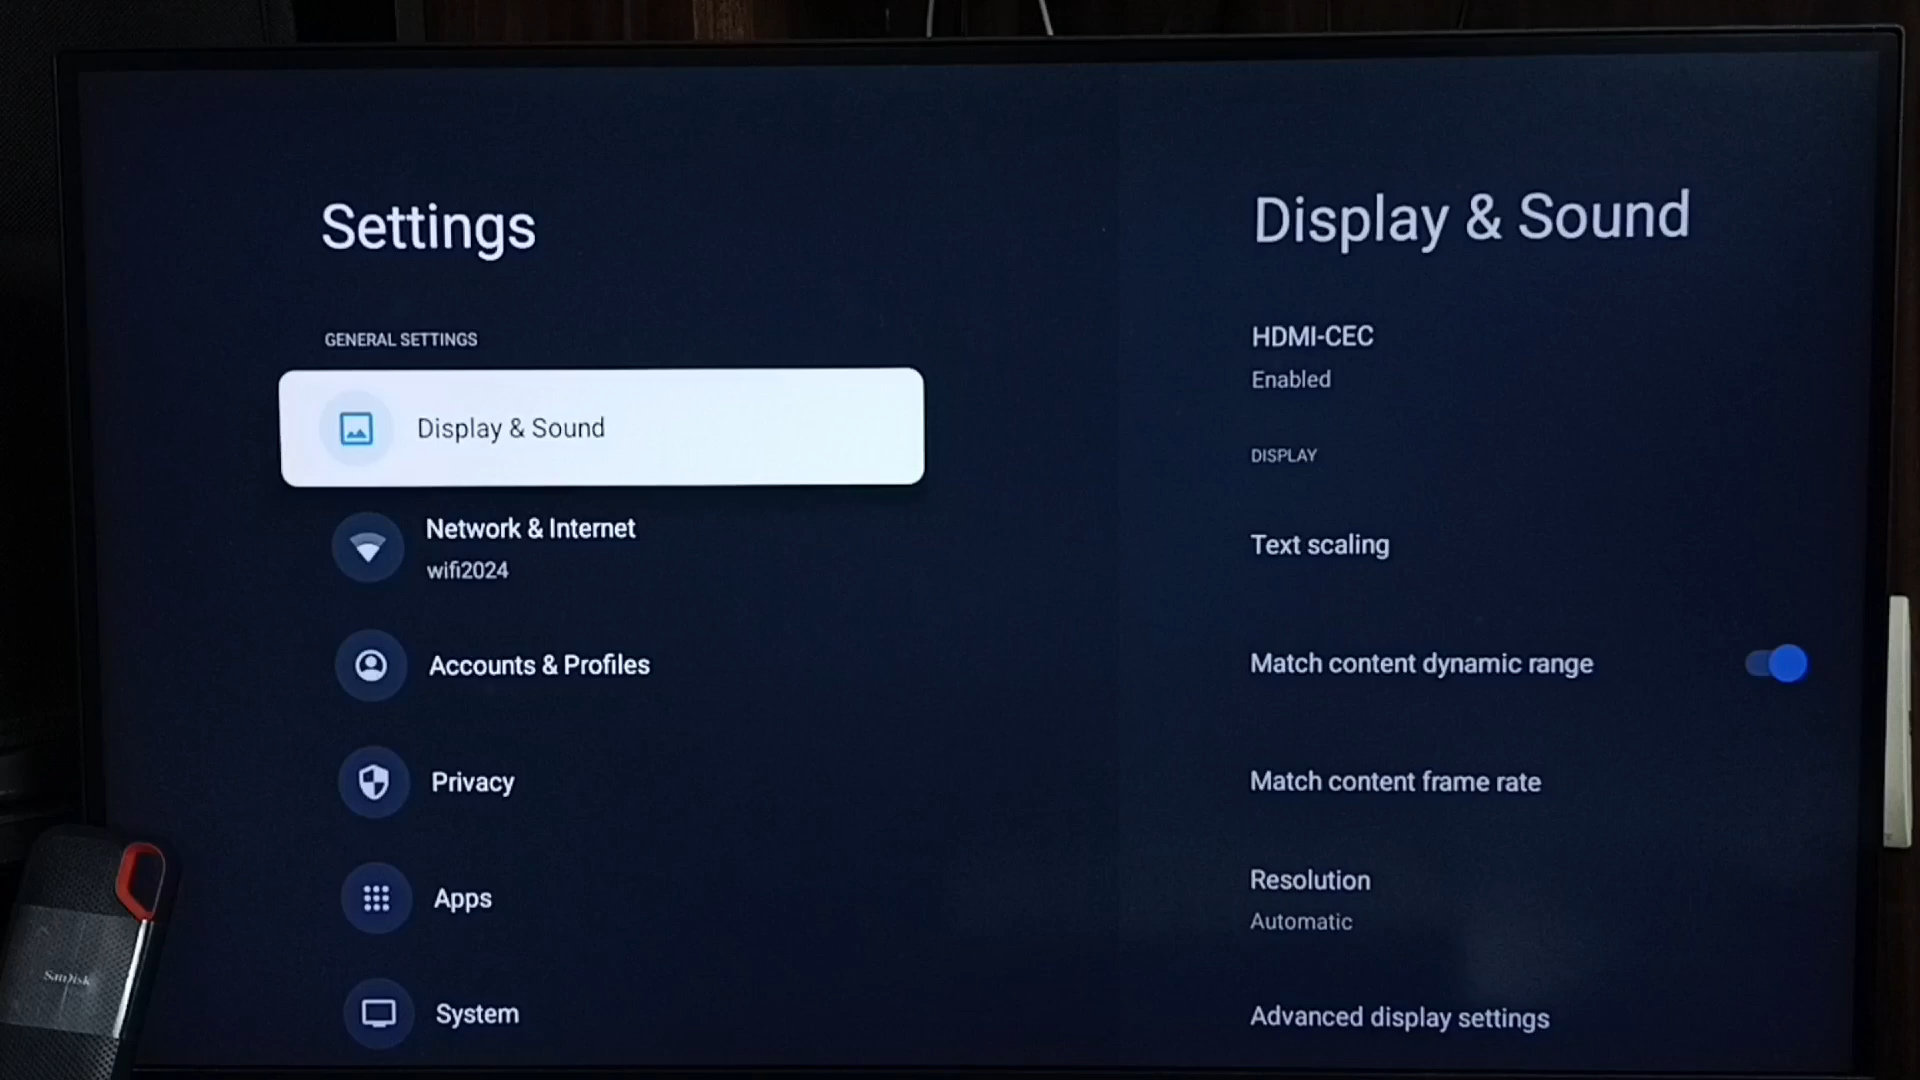 Settings
GENERAL SETTINGS
Display & Sound
Network & Internet
wifi2024
Accounts & Profiles
Privacy
Apps
System
Display & Sound
HDMI-CEC
Enabled
DISPLAY
Text scaling
Match content dynamic range
Match content frame rate
Resolution
Automatic
Advanced display settings
SanDisk